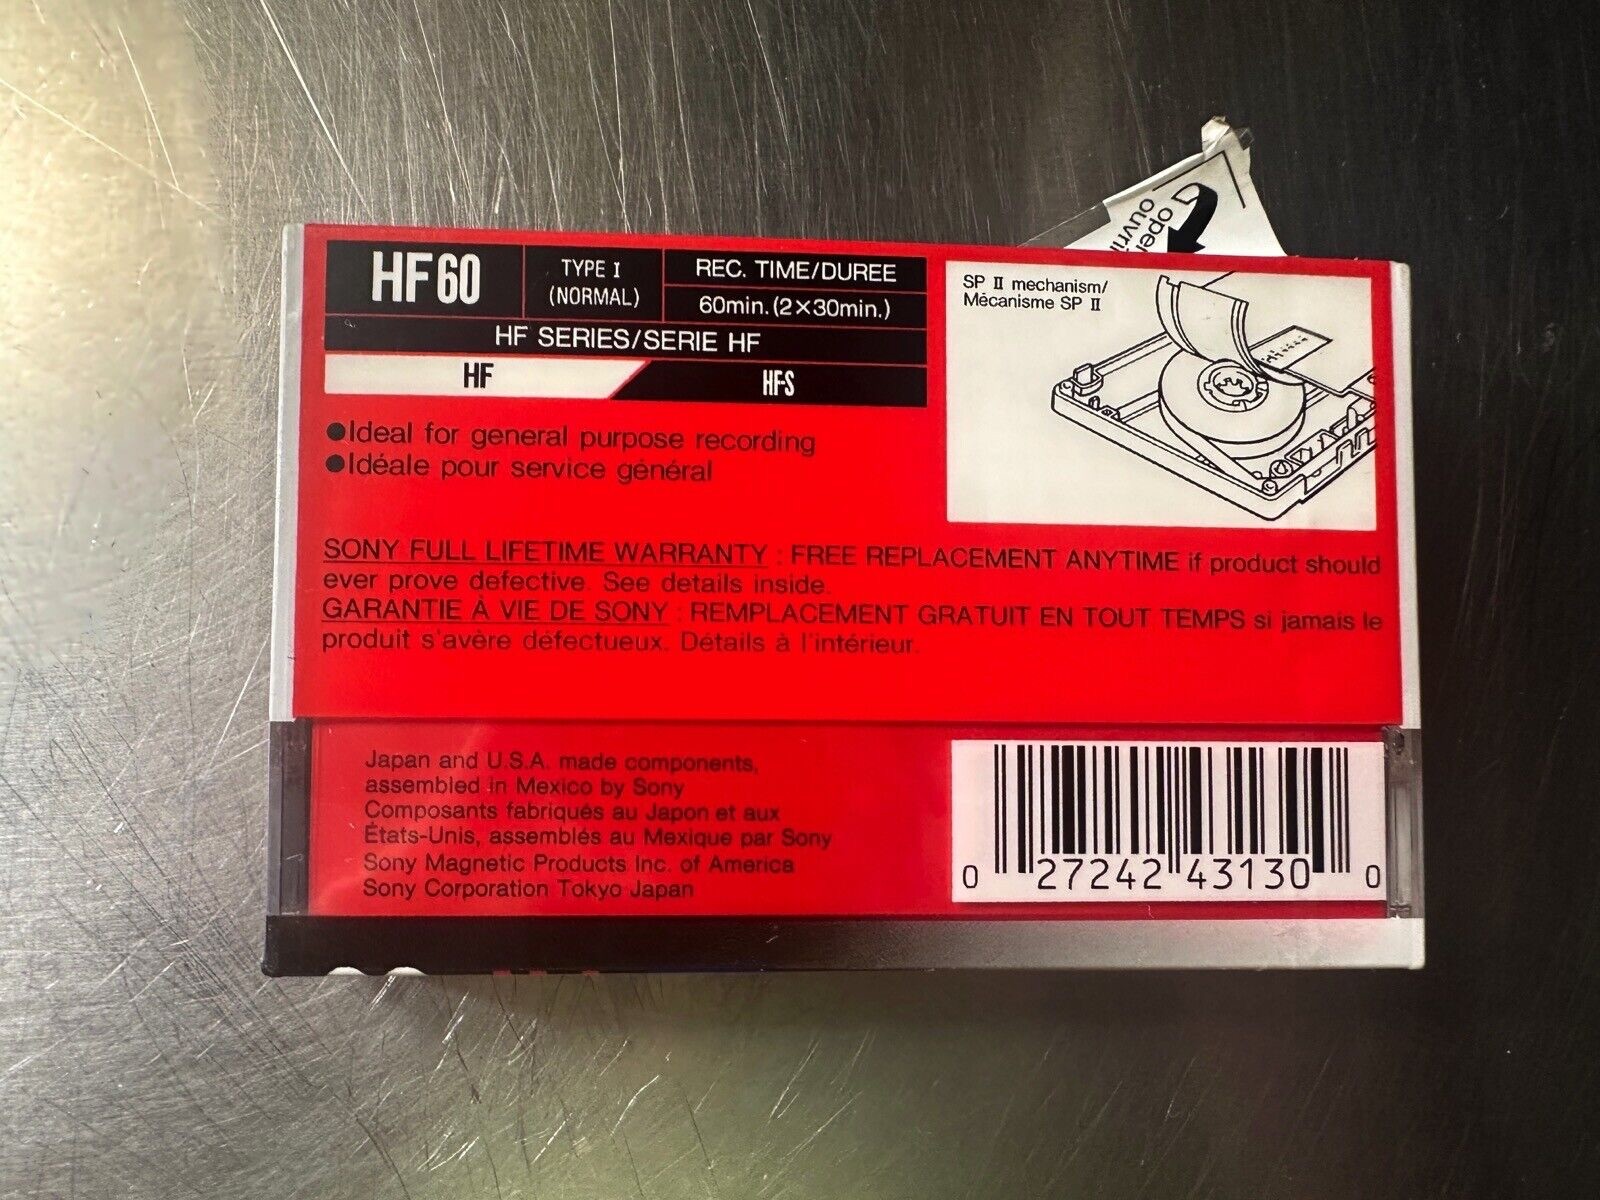 open
ouvrir
HF 60
TYPE I
(NORMAL)
REC. TIME/DUREE
60min. (2×30min.)
HF SERIES/SERIE HF
HF
HF-S
SP II mechanism/
Mécanisme SP II
●Ideal for general purpose recording
●Idéale pour service général
SONY FULL LIFETIME WARRANTY : FREE REPLACEMENT ANYTIME if product should
ever prove defective. See details inside.
GARANTIE À VIE DE SONY : REMPLACEMENT GRATUIT EN TOUT TEMPS si jamais le
produit s'avère défectueux. Détails à l'intérieur.
Japan and U.S.A. made components,
assembled in Mexico by Sony
Composants fabriqués au Japon et aux
États-Unis, assemblés au Mexique par Sony
Sony Magnetic Products Inc. of America
Sony Corporation Tokyo Japan
0 27242 43130 0